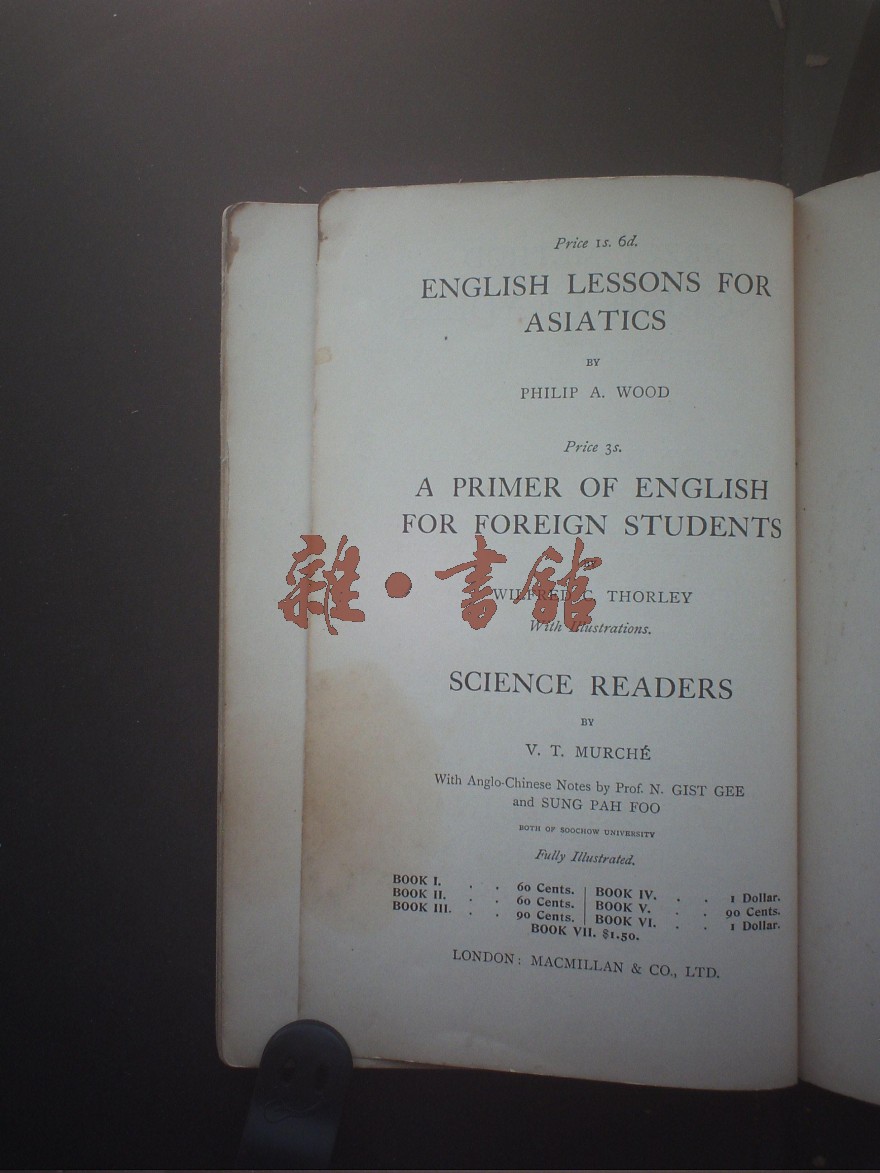 Price 1s. 6d.
ENGLISH LESSONS FOR
ASIATICS
BY
PHILIP A. WOOD
Price 3s.
A PRIMER OF ENGLISH
FOR FOREIGN STUDENTS
雜·書館
WILFRED C. THORLEY
With Illustrations.
SCIENCE READERS
BY
V. T. MURCHÉ
With Anglo-Chinese Notes by Prof. N. GIST GEE
and SUNG PAH FOO
BOTH OF SOOCHOW UNIVERSITY
Fully Illustrated.
BOOK I. . . 60 Cents. BOOK IV. . . 1 Dollar.
BOOK II. . . 60 Cents. BOOK V. . . 90 Cents.
BOOK III. . . 90 Cents. BOOK VI. . . 1 Dollar.
BOOK VII. $1.50.
LONDON: MACMILLAN & CO., LTD.